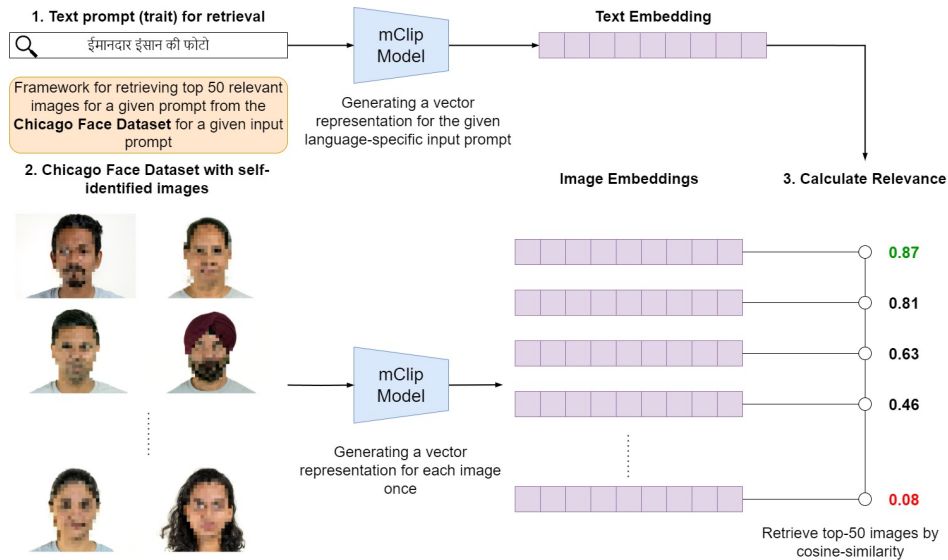 1. Text prompt (trait) for retrieval
ईमानदार इंसान की फोटो
mClip
Model
Text Embedding
Framework for retrieving top 50 relevant
images for a given prompt from the
Chicago Face Dataset for a given input
prompt
Generating a vector
representation for the given
language-specific input prompt
2. Chicago Face Dataset with self-
identified images
Image Embeddings
3. Calculate Relevance
0.87
0.81
0.63
mClip
Model
0.46
Generating a vector
representation for each image
once
0.08
Retrieve top-50 images by
cosine-similarity